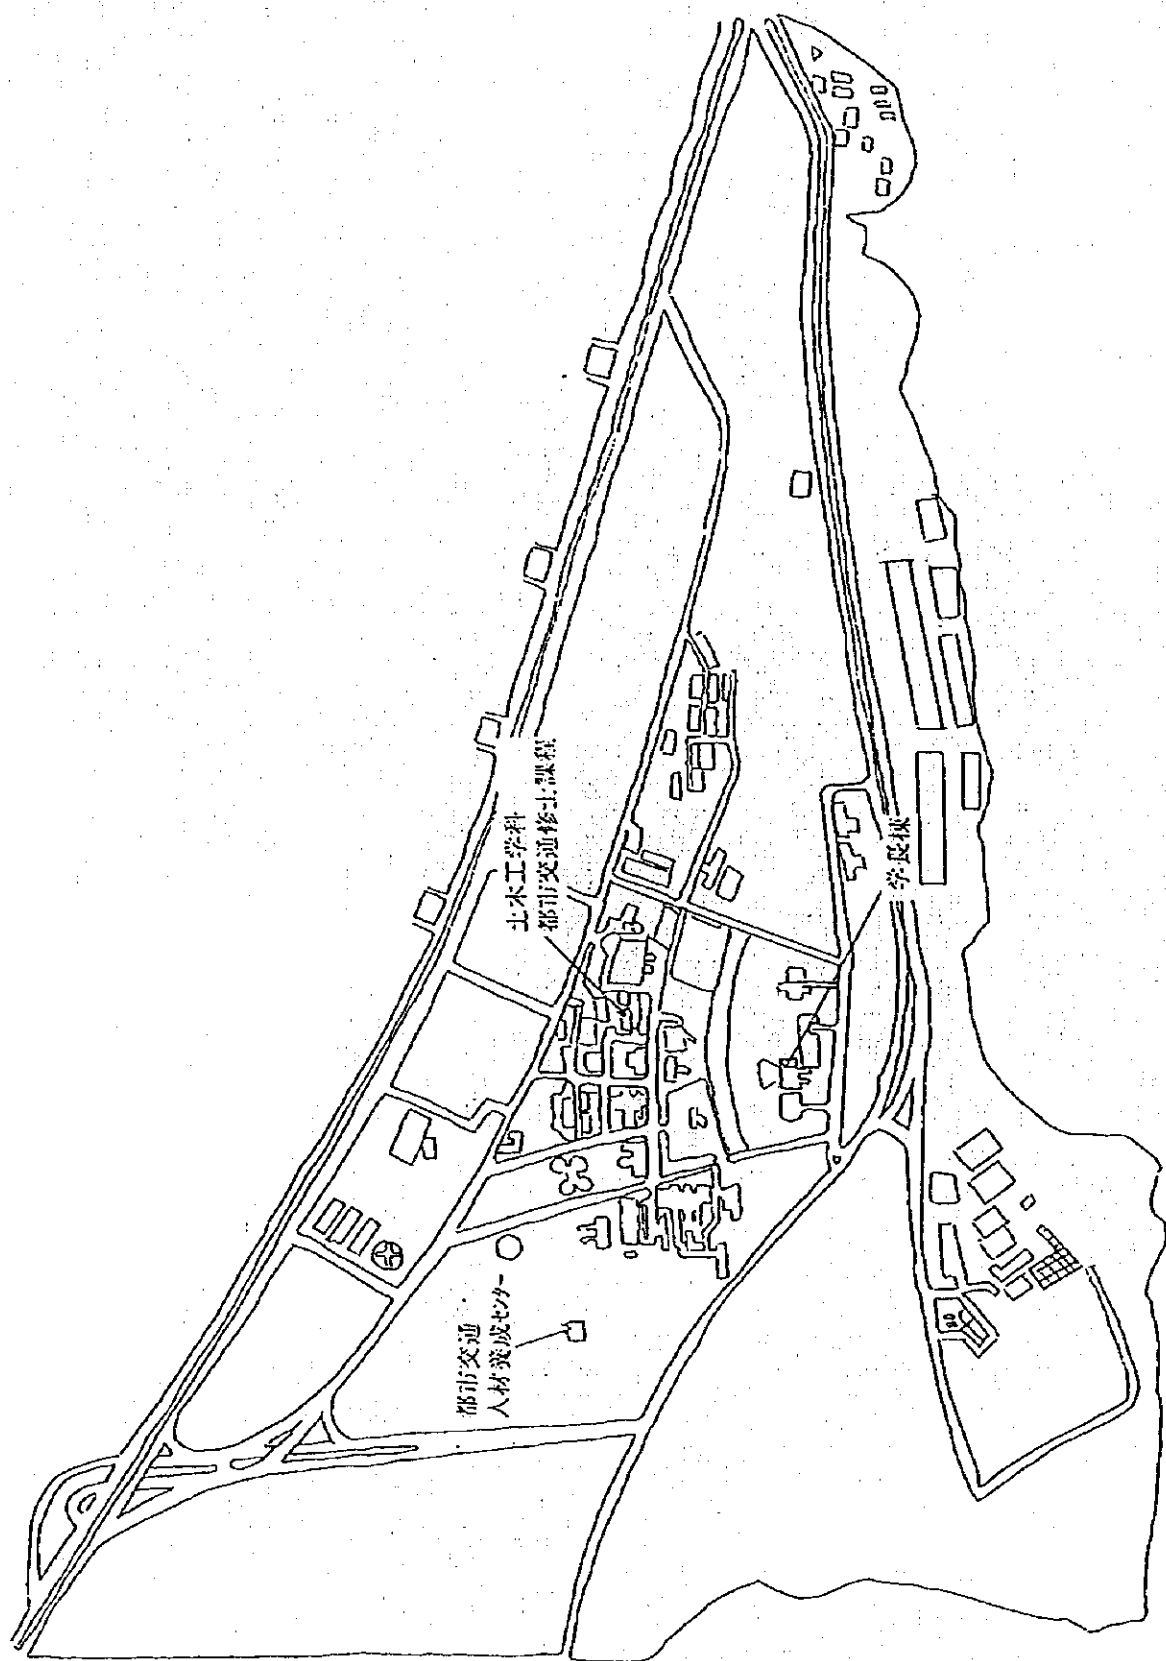 土木工学科
都市交通修士課程
学長棟
都市交通
人材養成センター